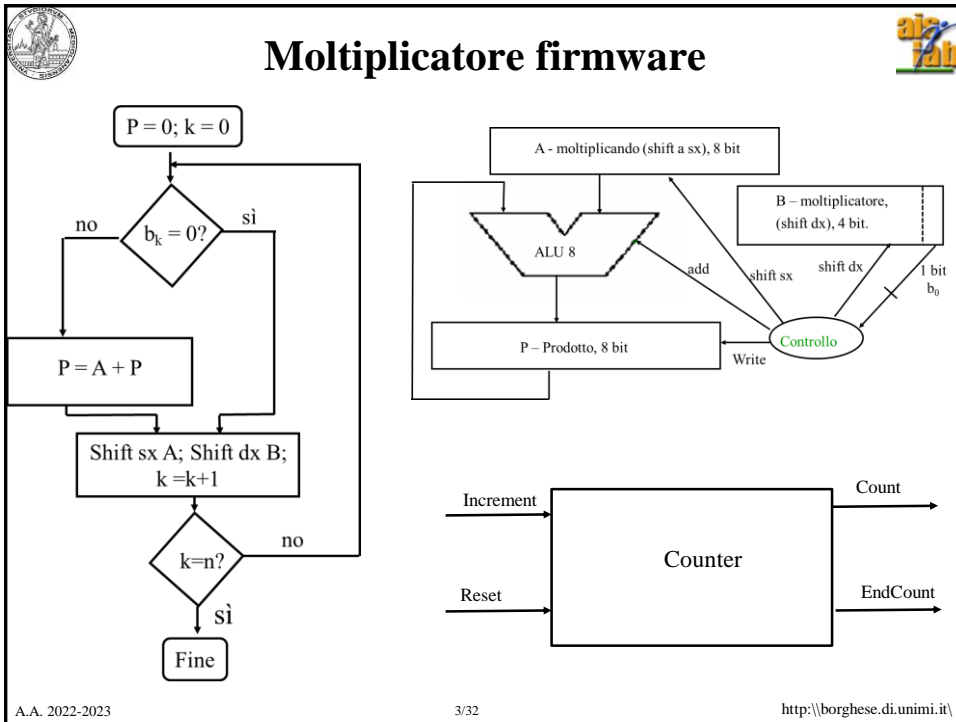 Moltiplicatore firmware
P = 0; k = 0
b_k = 0?
no
sì
P = A + P
Shift sx A; Shift dx B;
k =k+1
k=n?
no
sì
Fine
A - moltiplicando (shift a sx), 8 bit
B – moltiplicatore,
(shift dx), 4 bit.
ALU 8
add
shift sx
shift dx
1 bit
b_0
Controllo
P – Prodotto, 8 bit
Write
Increment
Count
Counter
Reset
EndCount
A.A. 2022-2023
3/32
http:\\borghese.di.unimi.it\